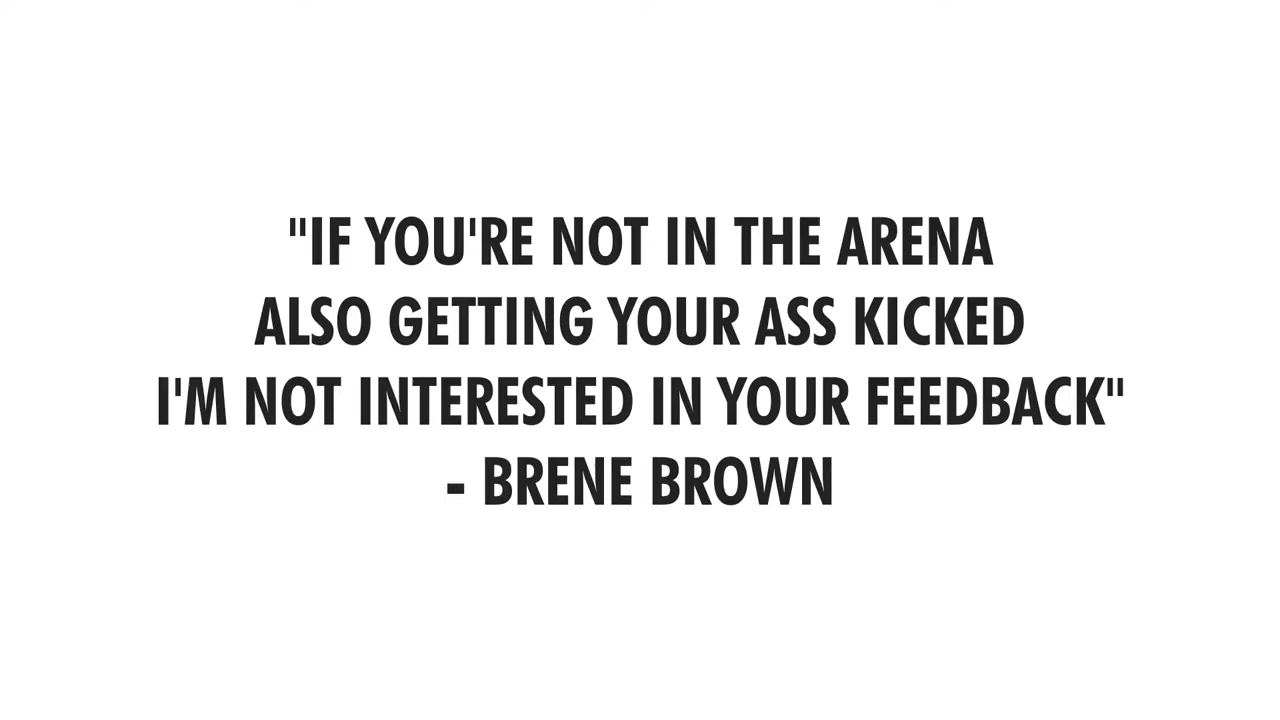 "IF YOU'RE NOT IN THE ARENA
ALSO GETTING YOUR ASS KICKED
I'M NOT INTERESTED IN YOUR FEEDBACK"
- BRENE BROWN